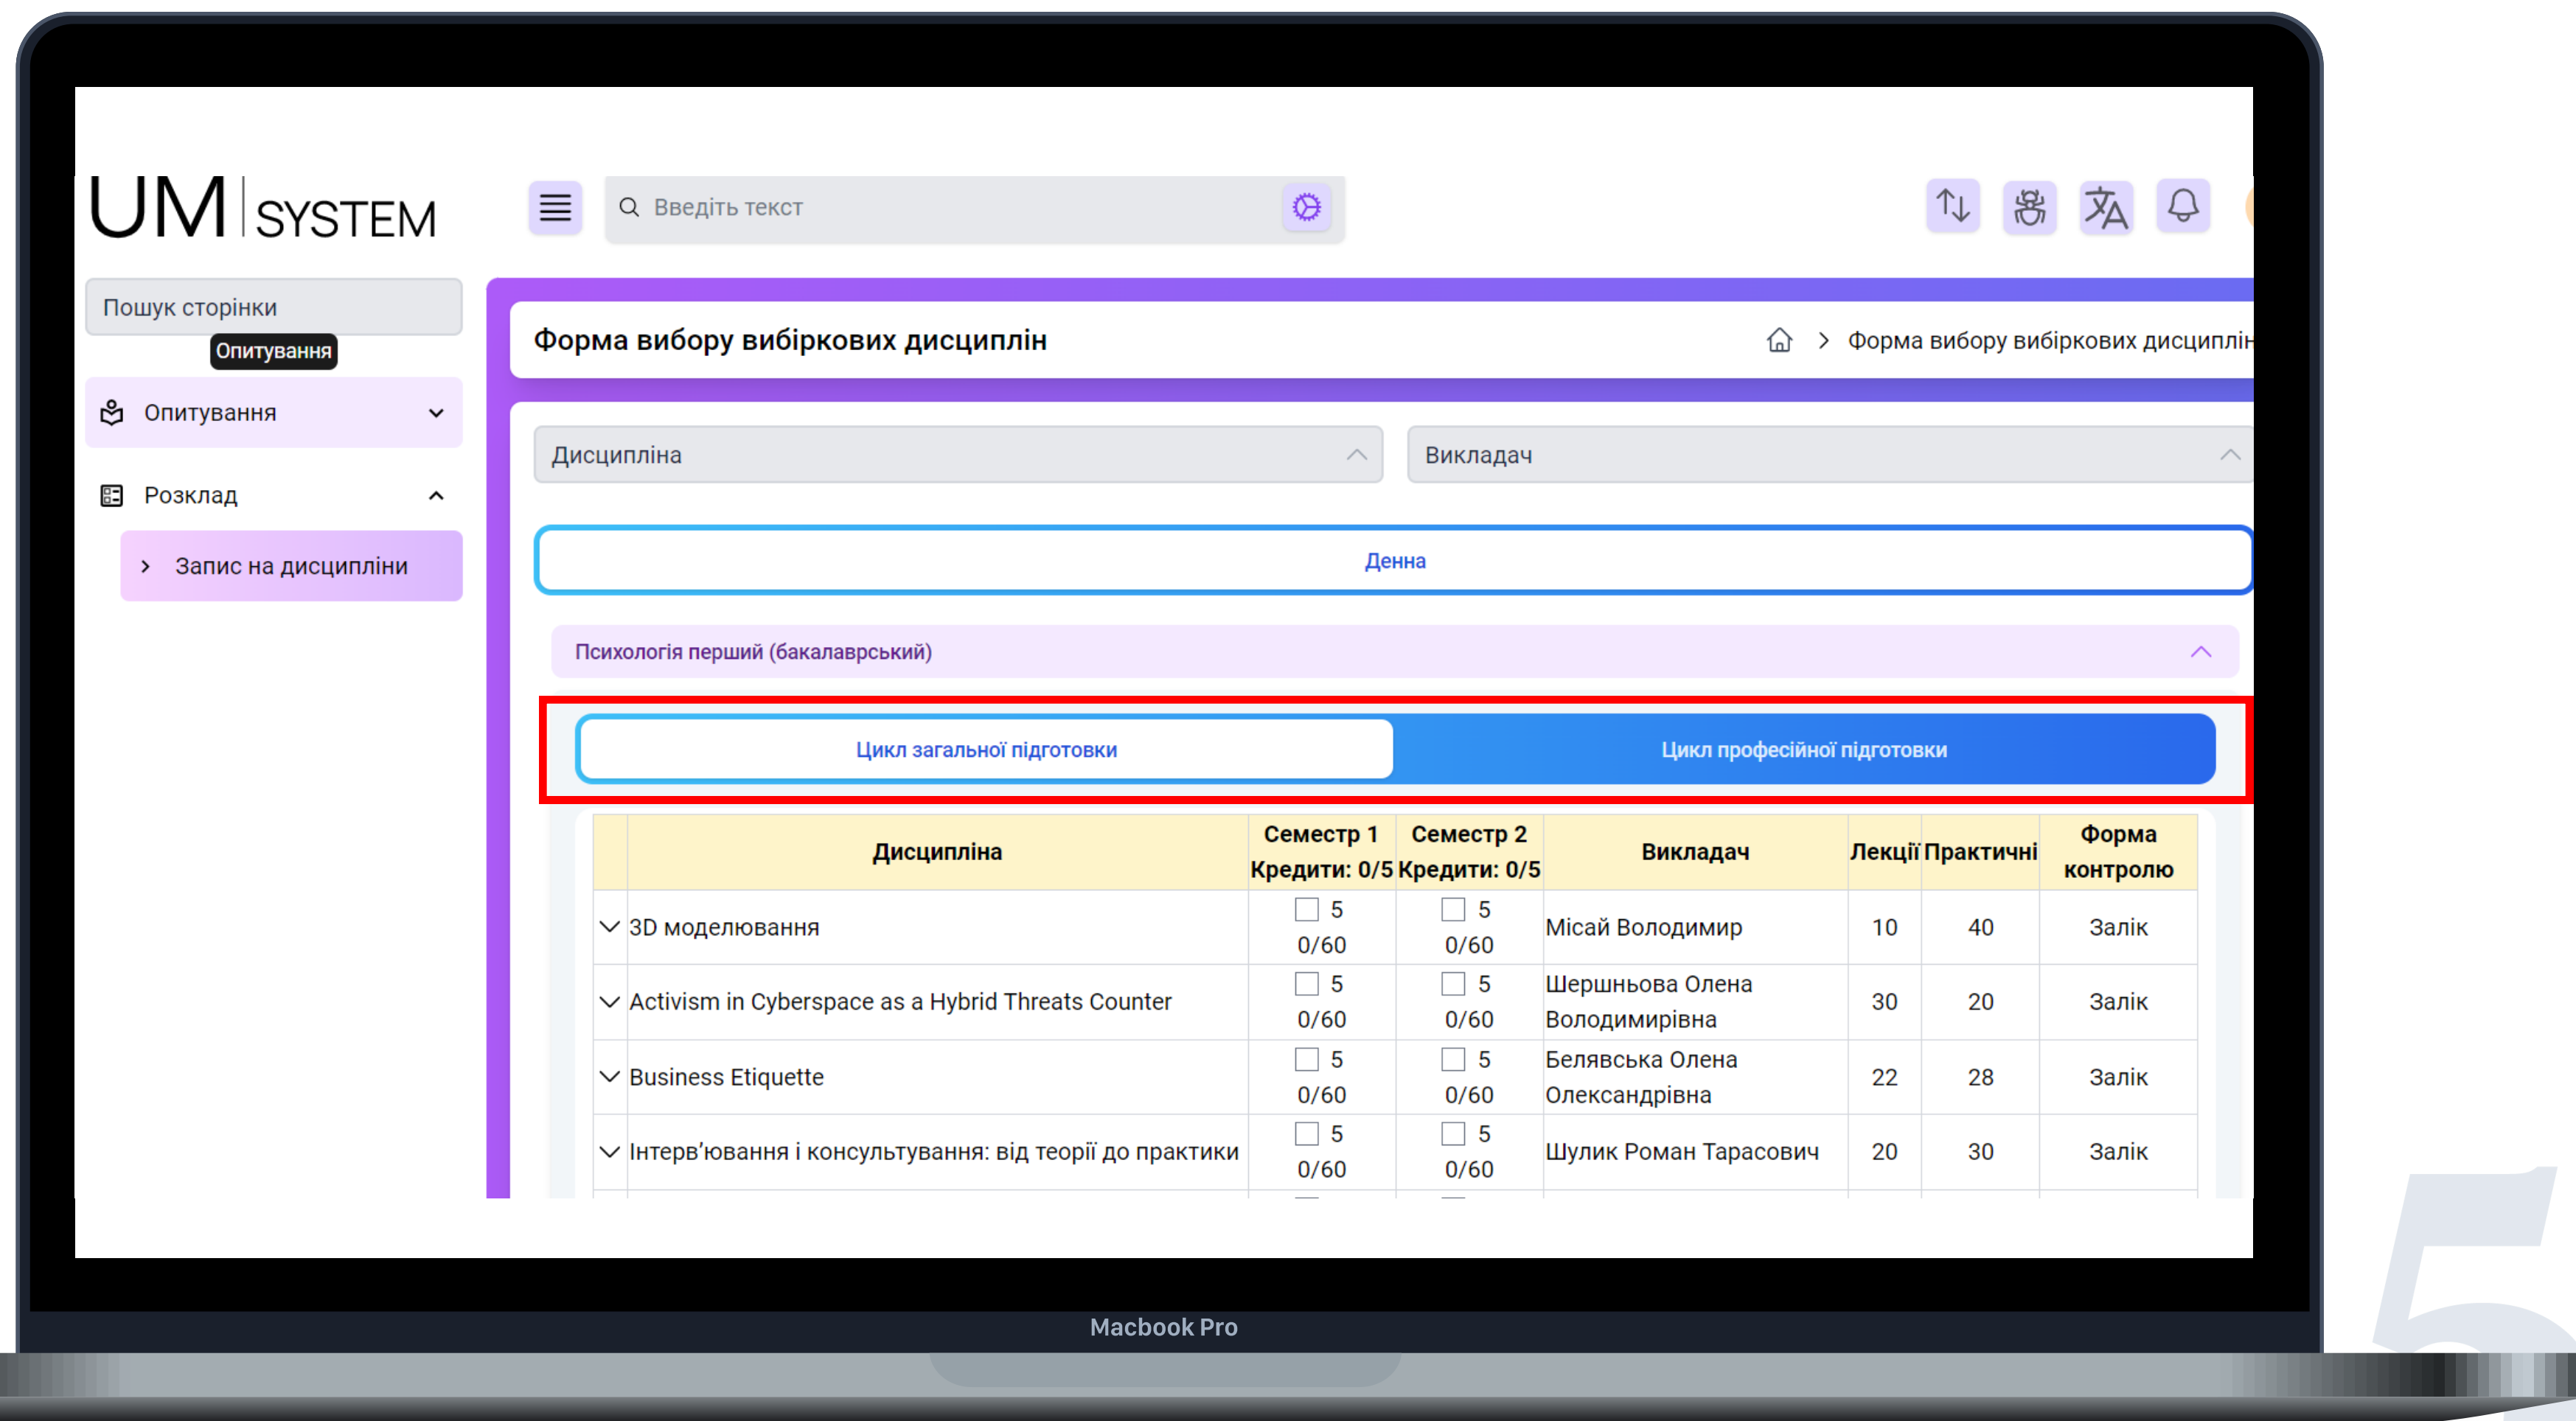 UM SYSTEM
Введіть текст
Пошук сторінки
Опитування
Опитування
Розклад
Запис на дисципліни
Форма вибору вибіркових дисциплін
Форма вибору вибіркових дисциплін
Дисципліна
Викладач
Денна
Психологія перший (бакалаврський)
Цикл загальної підготовки
Цикл професійної підготовки
Дисципліна
Семестр 1
Кредити: 0/5
Семестр 2
Кредити: 0/5
Викладач
Лекції
Практичні
Форма
контролю
3D моделювання
5
0/60
5
0/60
Місай Володимир
10
40
Залік
Activism in Cyberspace as a Hybrid Threats Counter
5
0/60
5
0/60
Шершньова Олена
Володимирівна
30
20
Залік
Business Etiquette
5
0/60
5
0/60
Белявська Олена
Олександрівна
22
28
Залік
Інтерв’ювання і консультування: від теорії до практики
5
0/60
5
0/60
Шулик Роман Тарасович
20
30
Залік
Macbook Pro
5